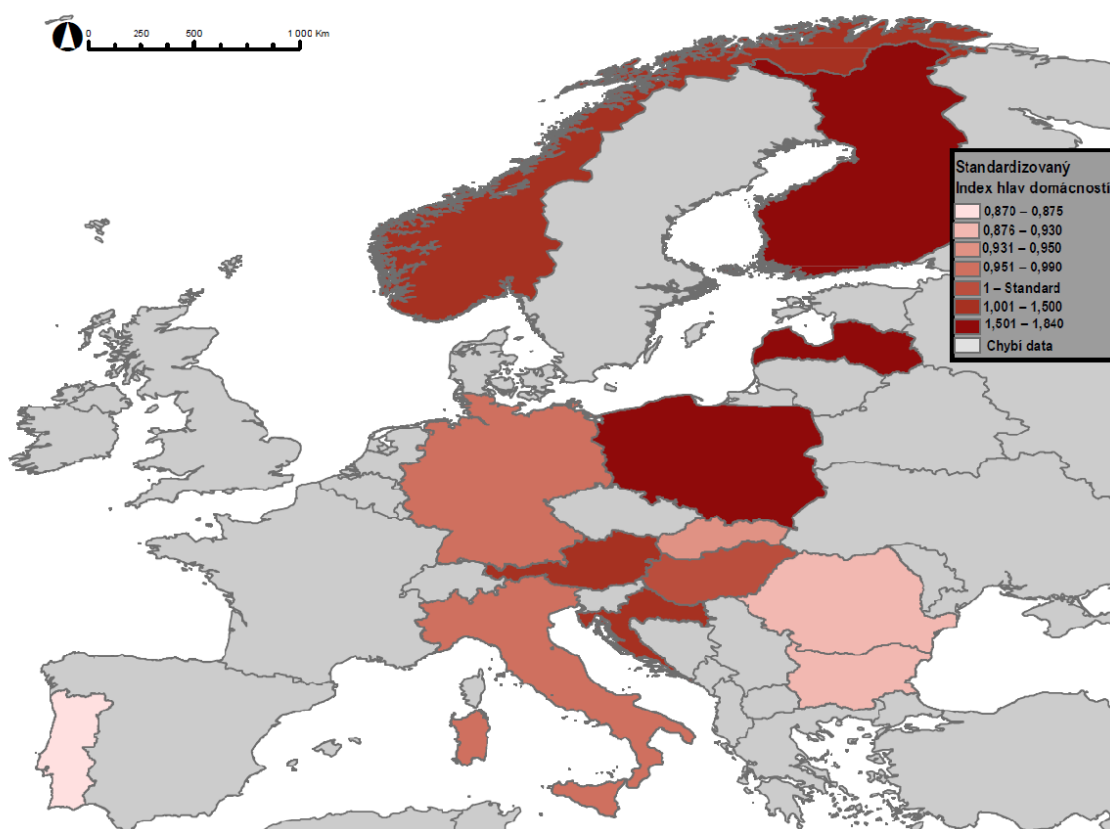 0 250 500 1 000 Km
Standardizovaný
Index hlav domácností
0,870 – 0,875
0,876 – 0,930
0,931 – 0,950
0,951 – 0,990
1 – Standard
1,001 – 1,500
1,501 – 1,840
Chybí data